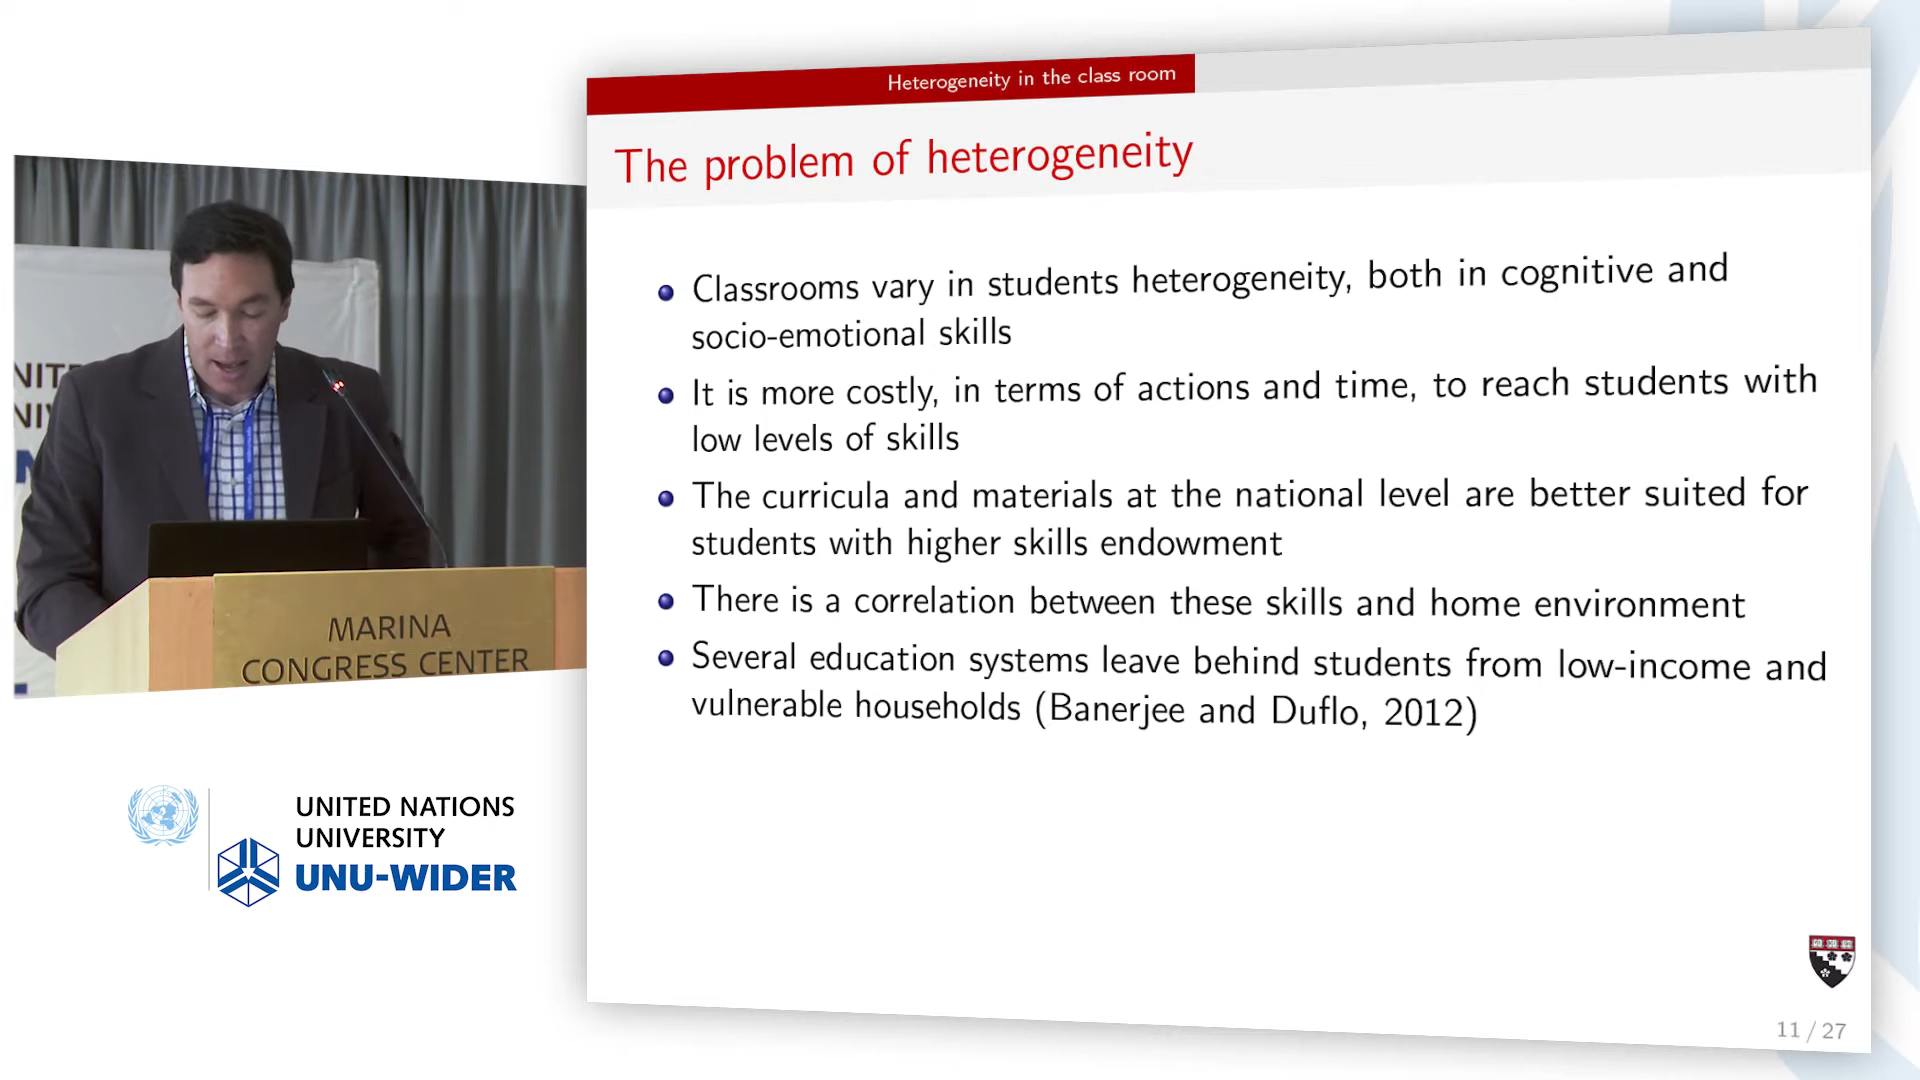 Heterogeneity in the class room
The problem of heterogeneity
Classrooms vary in students heterogeneity, both in cognitive and
socio-emotional skills
It is more costly, in terms of actions and time, to reach students with
low levels of skills
The curricula and materials at the national level are better suited for
students with higher skills endowment
There is a correlation between these skills and home environment
Several education systems leave behind students from low-income and
vulnerable households (Banerjee and Duflo, 2012)
11 / 27
MARINA
CONGRESS CENTER
UNITED NATIONS
UNIVERSITY
UNU-WIDER